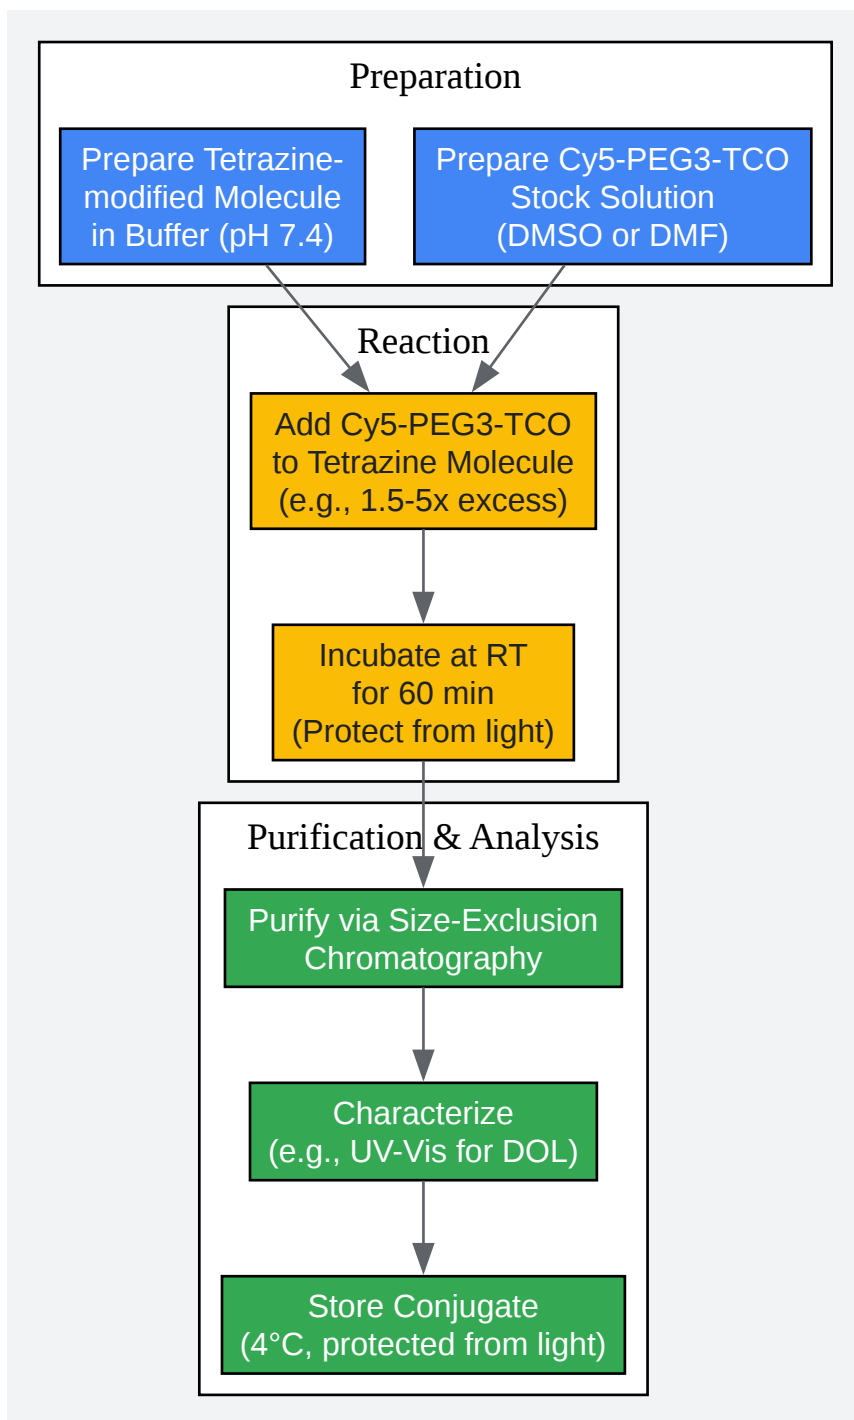 Preparation
Prepare Tetrazine-
modified Molecule
in Buffer (pH 7.4)
Prepare Cy5-PEG3-TCO
Stock Solution
(DMSO or DMF)
Reaction
Add Cy5-PEG3-TCO
to Tetrazine Molecule
(e.g., 1.5-5x excess)
Incubate at RT
for 60 min
(Protect from light)
Purification & Analysis
Purify via Size-Exclusion
Chromatography
Characterize
(e.g., UV-Vis for DOL)
Store Conjugate
(4°C, protected from light)